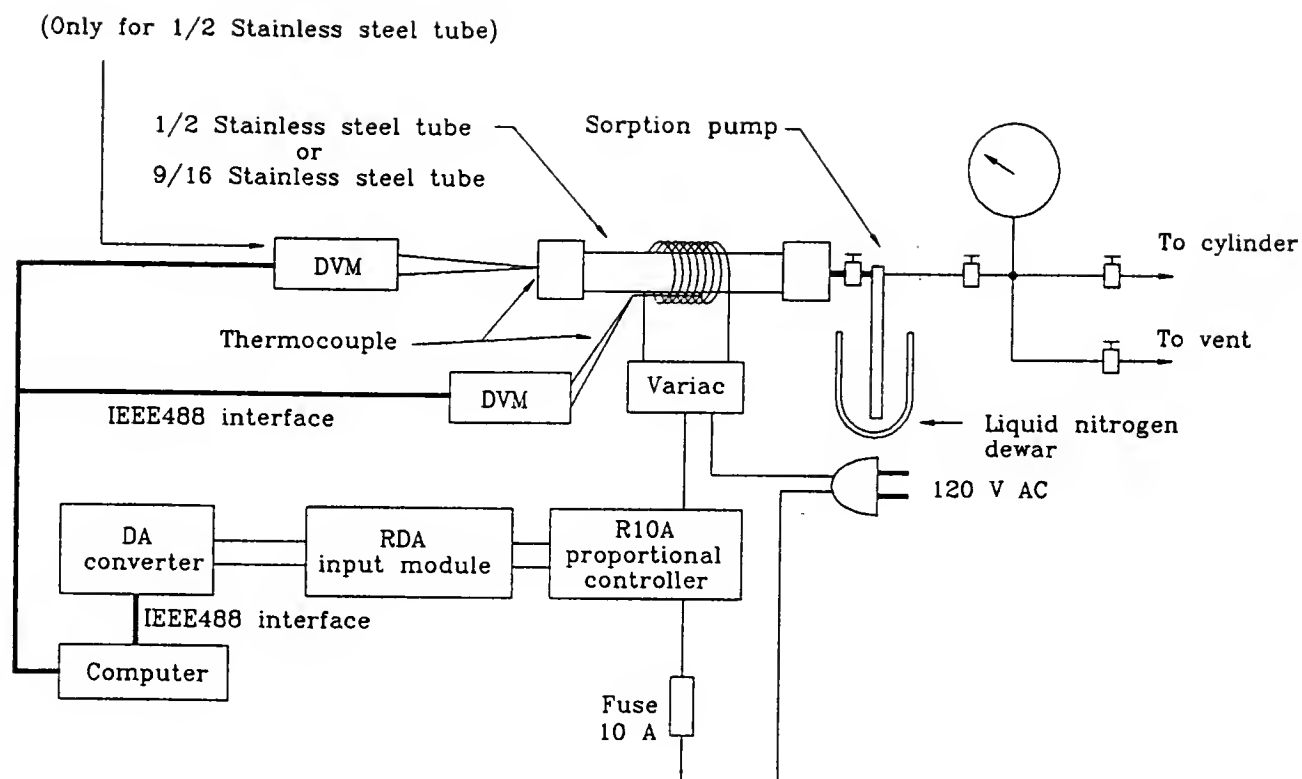 (Only for 1/2 Stainless steel tube)
1/2 Stainless steel tube
or
9/16 Stainless steel tube
Sorption pump
To cylinder
DVM
Thermocouple
To vent
Variac
DVM
IEEE488 interface
Liquid nitrogen
dewar
120 V AC
DA
converter
RDA
input module
R10A
proportional
controller
IEEE488 interface
Computer
Fuse
10 A